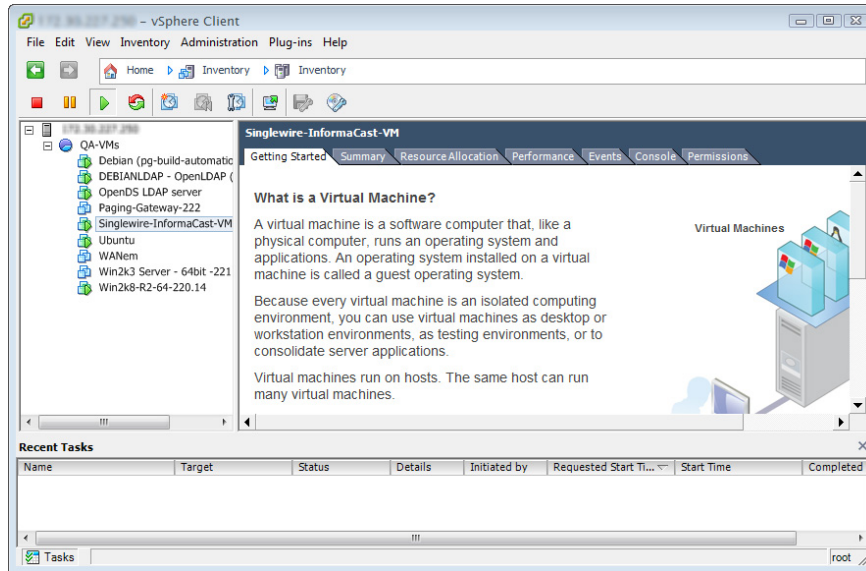 – vSphere Client
File Edit View Inventory Administration Plug-ins Help
Home Inventory Inventory
QA-VMs
Debian (pg-build-automatic
DEBIANLDAP - OpenLDAP (
OpenDS LDAP server
Paging-Gateway-222
Singlewire-InformaCast-VM
Ubuntu
WANem
Win2k3 Server - 64bit -221
Win2k8-R2-64-220.14
Singlewire-InformaCast-VM
Getting Started Summary Resource Allocation Performance Events Console Permissions
What is a Virtual Machine?
A virtual machine is a software computer that, like a
physical computer, runs an operating system and
applications. An operating system installed on a virtual
machine is called a guest operating system.
Because every virtual machine is an isolated computing
environment, you can use virtual machines as desktop or
workstation environments, as testing environments, or to
consolidate server applications.
Virtual machines run on hosts. The same host can run
many virtual machines.
Virtual Machines
Recent Tasks
Name Target Status Details Initiated by Requested Start Ti... Start Time Completed
Tasks
root